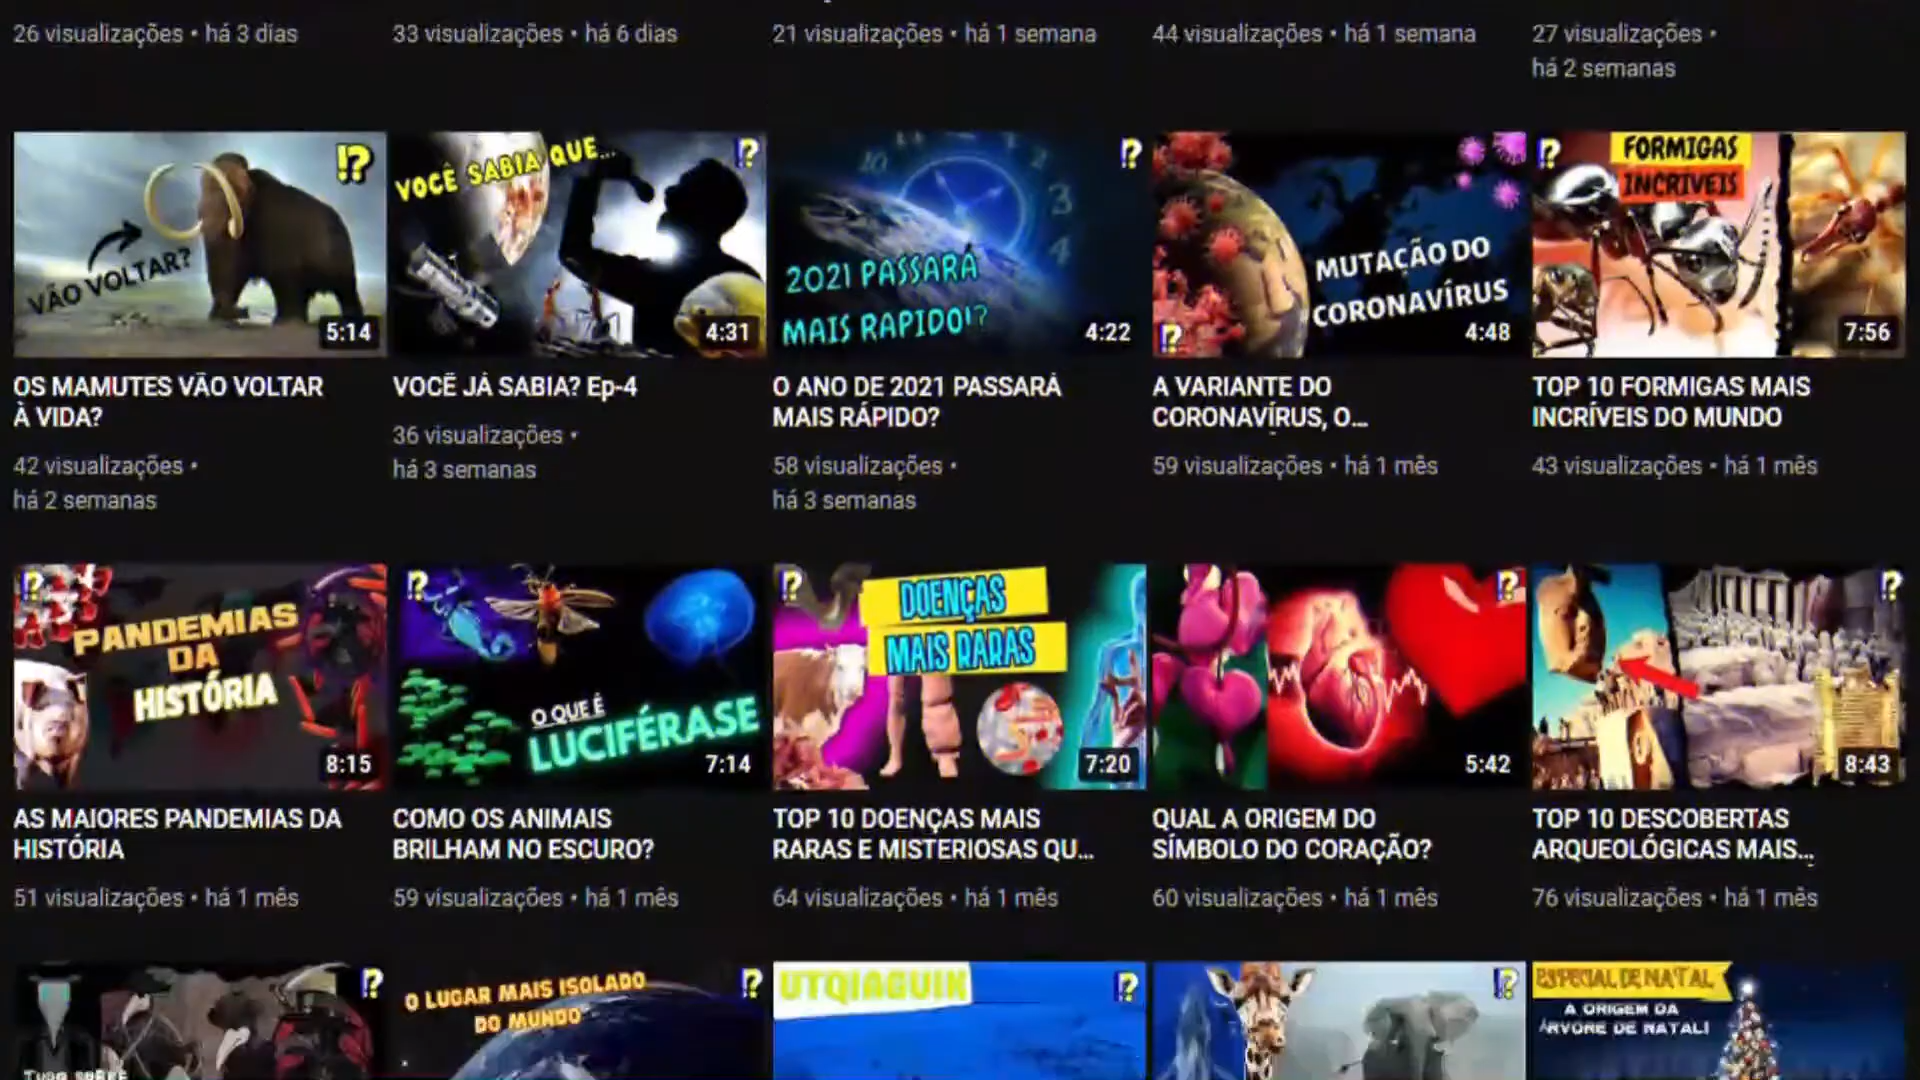 26 visualizações • há 3 dias
33 visualizações • há 6 dias
21 visualizações • há 1 semana
44 visualizações • há 1 semana
27 visualizações •
há 2 semanas
!?
VÃO VOLTAR?
5:14
VOCÊ SABIA QUE...
!?
4:31
!?
2021 PASSARÁ
MAIS RAPIDO!?
4:22
MUTAÇÃO DO
CORONAVÍRUS
!?
4:48
!?
FORMIGAS
INCRÍVEIS
7:56
OS MAMUTES VÃO VOLTAR
À VIDA?
42 visualizações •
há 2 semanas
VOCÊ JÁ SABIA? Ep-4
36 visualizações •
há 3 semanas
O ANO DE 2021 PASSARÁ
MAIS RÁPIDO?
58 visualizações •
há 3 semanas
A VARIANTE DO
CORONAVÍRUS, O...
59 visualizações • há 1 mês
TOP 10 FORMIGAS MAIS
INCRÍVEIS DO MUNDO
43 visualizações • há 1 mês
!?
PANDEMIAS
DA
HISTÓRIA
8:15
!?
O QUE É
LUCIFÉRASE
7:14
!?
DOENÇAS
MAIS RARAS
7:20
!?
5:42
!?
8:43
AS MAIORES PANDEMIAS DA
HISTÓRIA
51 visualizações • há 1 mês
COMO OS ANIMAIS
BRILHAM NO ESCURO?
59 visualizações • há 1 mês
TOP 10 DOENÇAS MAIS
RARAS E MISTERIOSAS QU...
64 visualizações • há 1 mês
QUAL A ORIGEM DO
SÍMBOLO DO CORAÇÃO?
60 visualizações • há 1 mês
TOP 10 DESCOBERTAS
ARQUEOLÓGICAS MAIS...
76 visualizações • há 1 mês
!?
TUDO SOBRE
O LUGAR MAIS ISOLADO
DO MUNDO
!?
UTQIAGUIK
!?
!?
ESPECIAL DE NATAL
A ORIGEM DA
ÁRVORE DE NATAL!